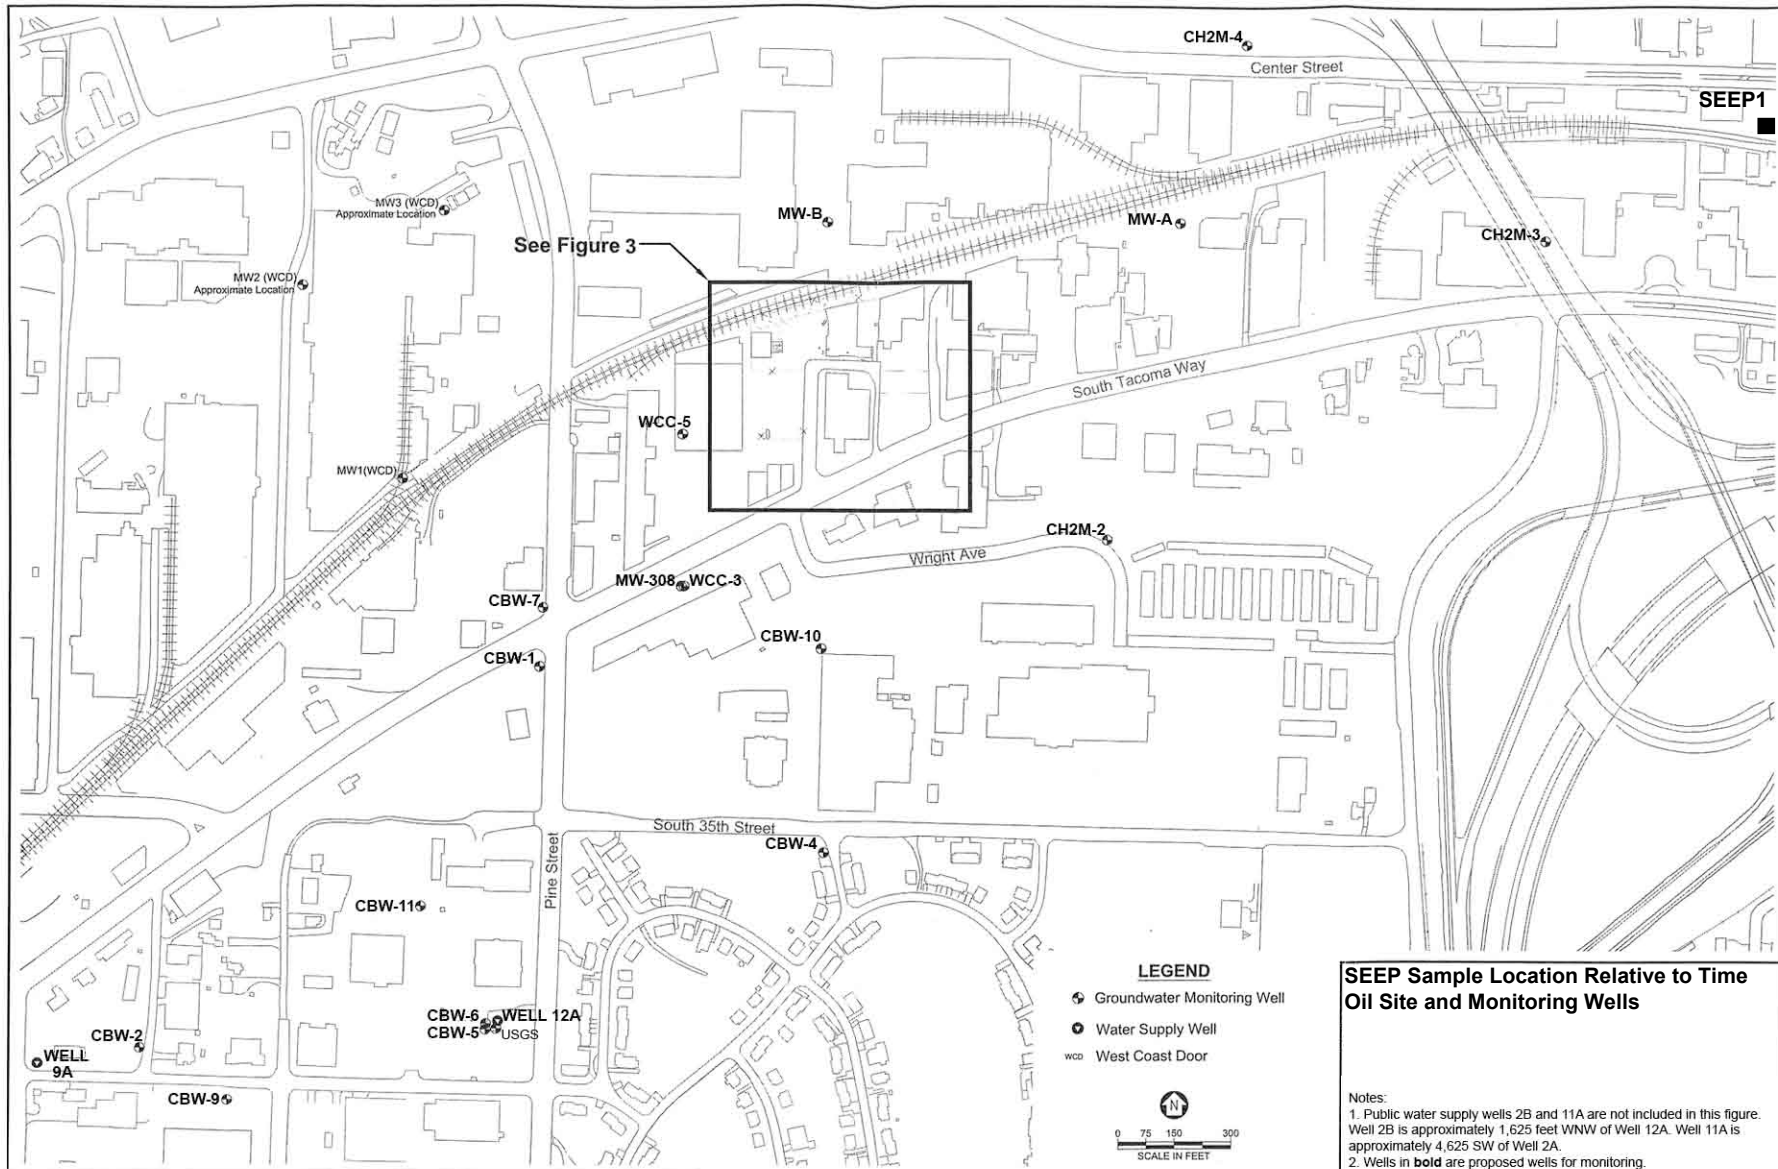 CH2M-4
Center Street
SEEP1
MW3 (WCD)
Approximate Location
MW-B
MW-A
CH2M-3
See Figure 3
MW2 (WCD)
Approximate Location
South Tacoma Way
WCC-5
MW1(WCD)
CH2M-2
Wright Ave
MW-308
WCC-3
CBW-7
CBW-10
CBW-1
South 35th Street
CBW-4
Pine Street
CBW-11
LEGEND
Groundwater Monitoring Well
Water Supply Well
WCD West Coast Door
N
0 75 150 300
SCALE IN FEET
CBW-6
WELL 12A
CBW-5
USGS
CBW-2
WELL
9A
CBW-9
SEEP Sample Location Relative to Time
Oil Site and Monitoring Wells
Notes:
1. Public water supply wells 2B and 11A are not included in this figure.
Well 2B is approximately 1,625 feet WNW of Well 12A. Well 11A is
approximately 4,625 SW of Well 2A.
2. Wells in bold are proposed wells for monitoring.